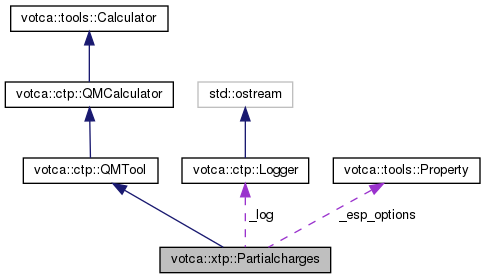 votca::tools::Calculator
votca::ctp::QMCalculator
std::ostream
votca::ctp::QMTool
votca::ctp::Logger
votca::tools::Property
_log
_esp_options
votca::xtp::Partialcharges